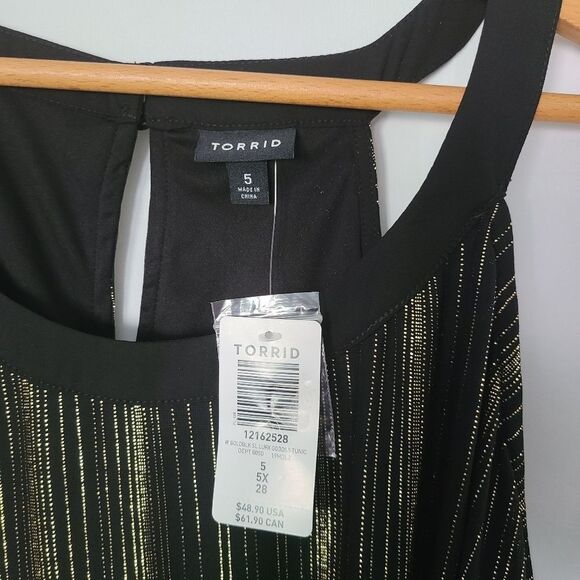 TORRID
5
MADE IN
CHINA
TORRID
12162528
5
5X
28
$48.90 USA
$61.90 CAN